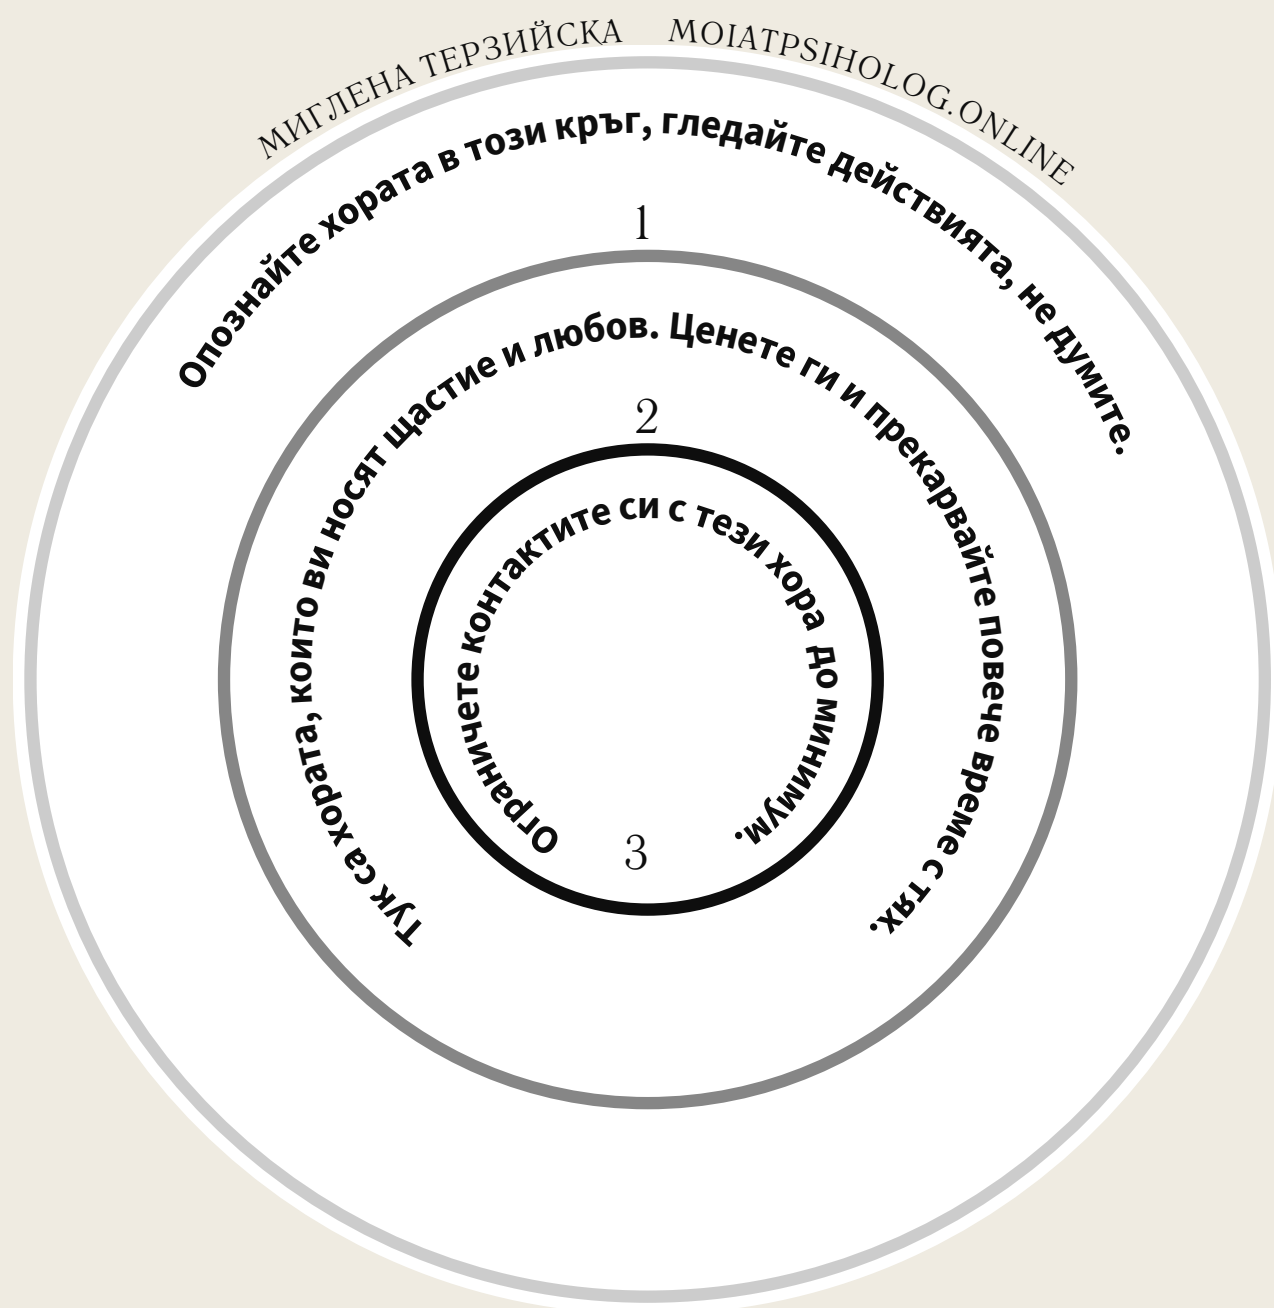 МИГЛЕНА ТЕРЗИЙСКА MOIATPSIHOLOG.ONLINE
Опознайте хората в този кръг, гледайте действията, не думите.
1
Тук са хората, които ви носят щастие и любов. Ценете ги и прекарвайте повече време с тях.
2
Ограничете контактите си с тези хора до минимум.
3